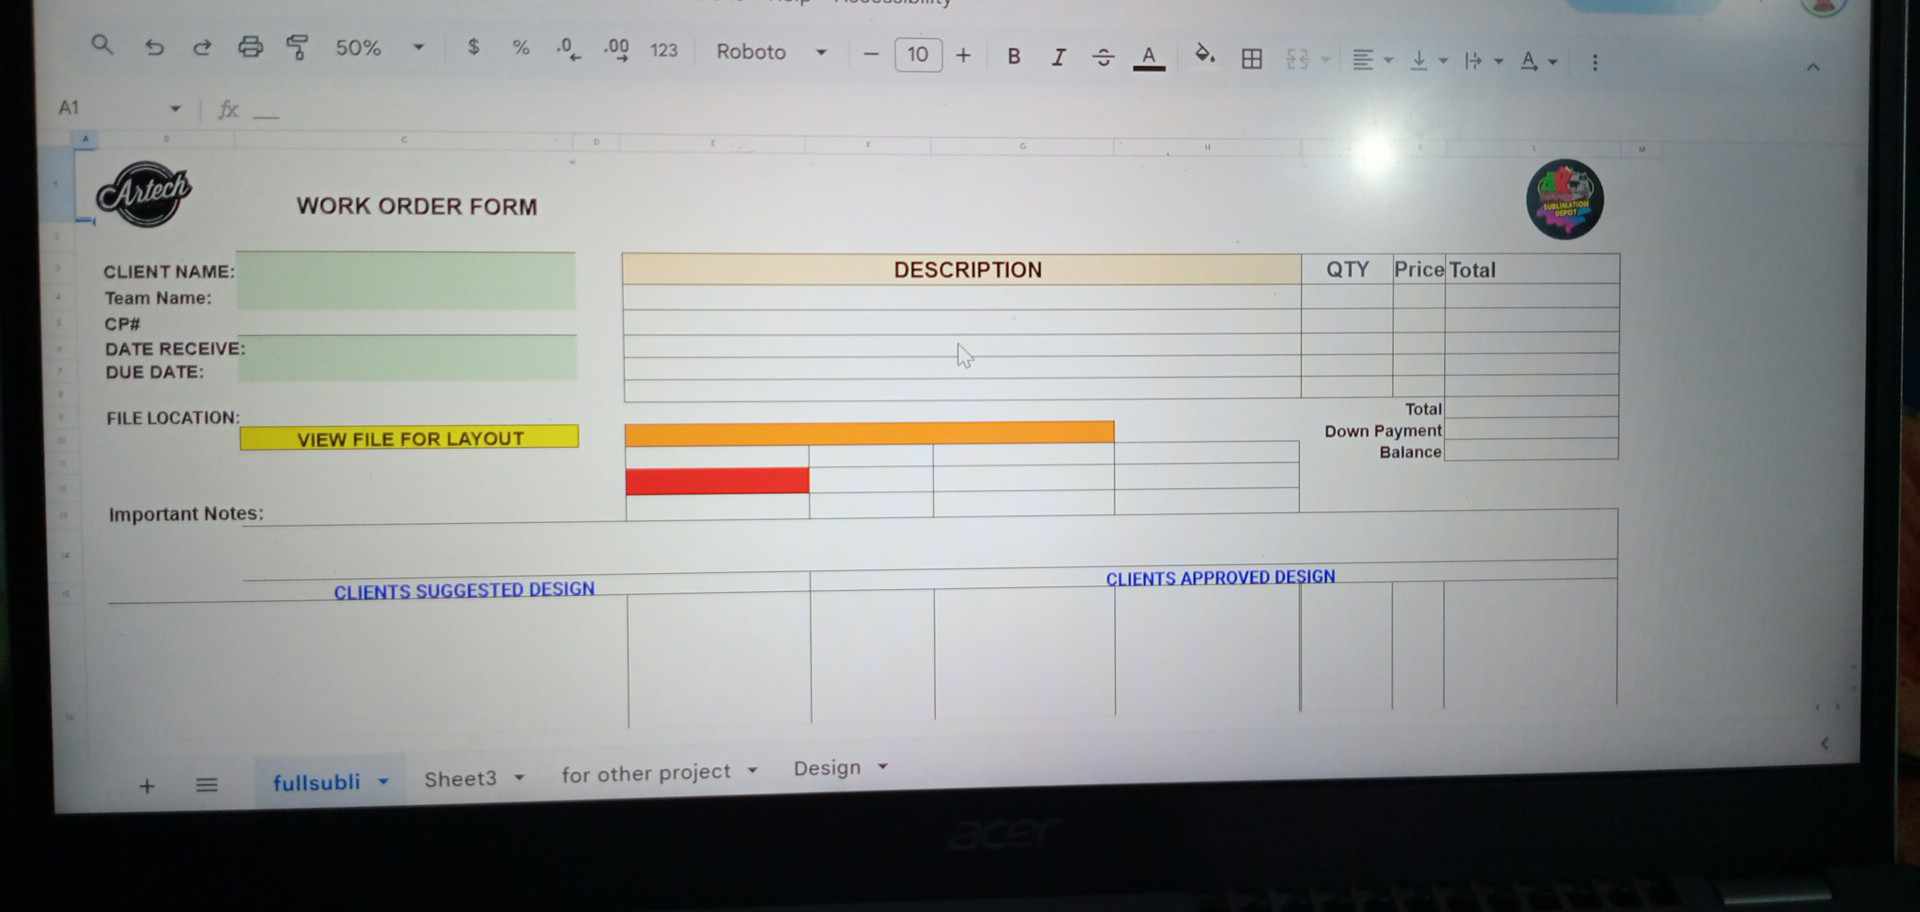 50%
$ % .0 .00 123
Roboto
10
B I A
A1
fx
A B C D E F G H M
Artech
WORK ORDER FORM
SUBLIMATION
DEPOT
CLIENT NAME:
Team Name:
CP#
DATE RECEIVE:
DUE DATE:
FILE LOCATION:
VIEW FILE FOR LAYOUT
DESCRIPTION QTY Price Total
Total
Down Payment
Balance
Important Notes:
CLIENTS SUGGESTED DESIGN
CLIENTS APPROVED DESIGN
fullsubli Sheet3 for other project Design
acer